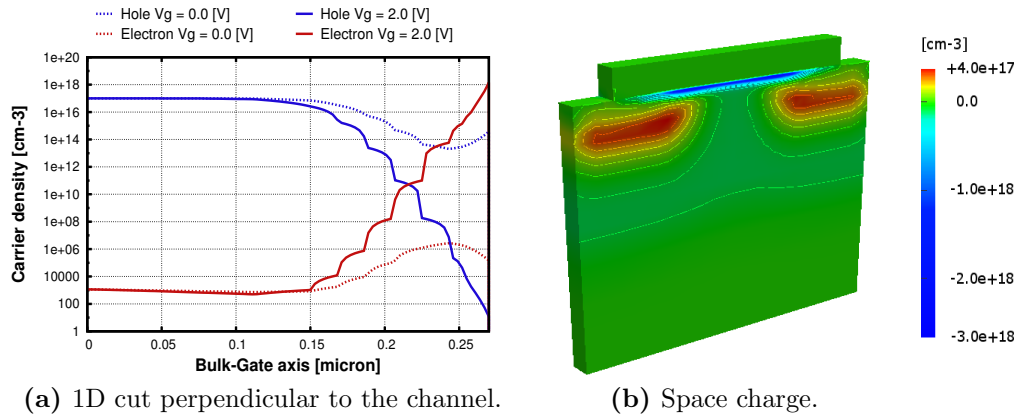 Hole Vg = 0.0 [V]
Hole Vg = 2.0 [V]
Electron Vg = 0.0 [V]
Electron Vg = 2.0 [V]
1e+20
1e+18
1e+16
1e+14
1e+12
1e+10
1e+08
1e+06
10000
100
1
Carrier density [cm-3]
0
0.05
0.1
0.15
0.2
0.25
Bulk-Gate axis [micron]
(a) 1D cut perpendicular to the channel.
[cm-3]
+4.0e+17
0.0
-1.0e+18
-2.0e+18
-3.0e+18
(b) Space charge.